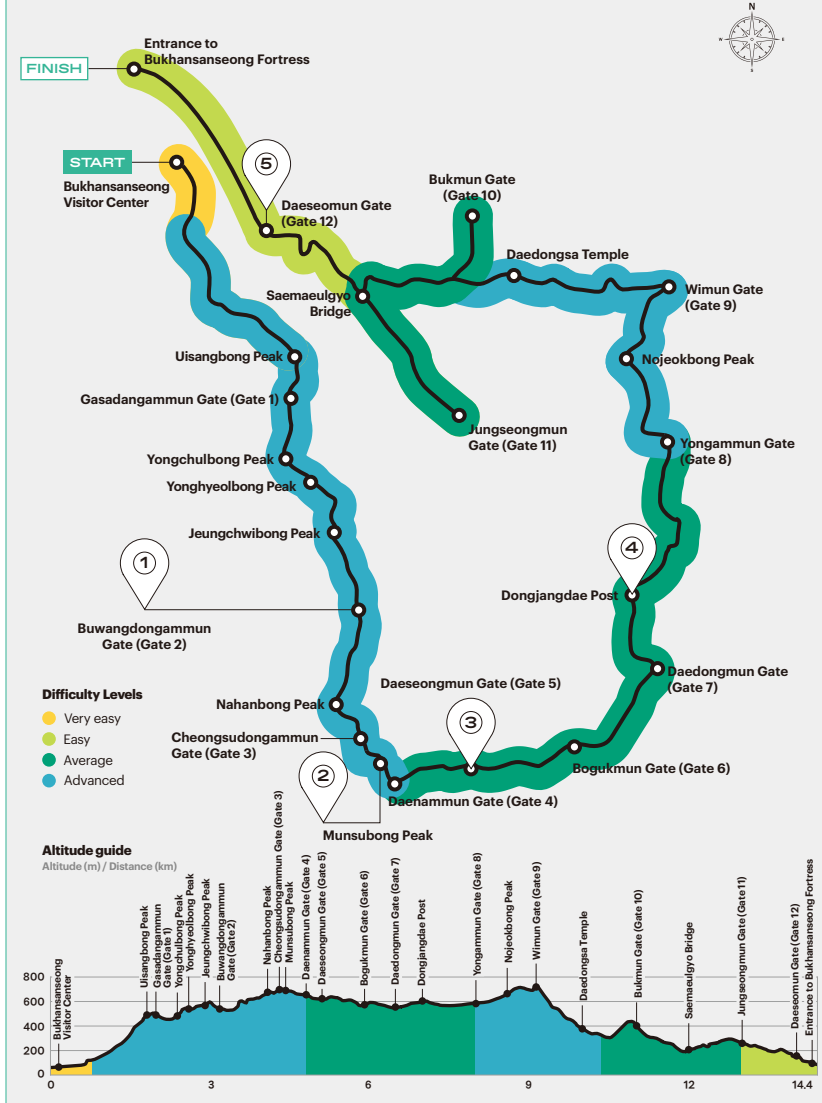 N
W
E
S
Entrance to
Bukhansanseong Fortress
FINISH
START
Bukhansanseong
Visitor Center
5
Daeseomun Gate
(Gate 12)
Bukmun Gate
(Gate 10)
Daedongsa Temple
Saemaeulgyo
Bridge
Wimun Gate
(Gate 9)
Uisangbong Peak
Nojeokbong Peak
Gasadangammun Gate (Gate 1)
Jungseongmun
Gate (Gate 11)
Yongammun Gate
(Gate 8)
Yongchulbong Peak
Yonghyeolbong Peak
Jeungchwibong Peak
1
4
Dongjangdae Post
Buwangdongammun
Gate (Gate 2)
Daedongmun Gate
(Gate 7)
Daeseongmun Gate (Gate 5)
Nahanbong Peak
Difficulty Levels
Very easy
Easy
Average
Advanced
3
Cheongsudongammun
Gate (Gate 3)
Bogukmun Gate (Gate 6)
2
Daenammun Gate (Gate 4)
Munsubong Peak
Altitude guide
Altitude (m) / Distance (km)
Bukhansanseong
Visitor Center
Uisangbong Peak
Gasadangammun
Gate (Gate 1)
Yongchulbong Peak
Yonghyeolbong Peak
Jeungchwibong Peak
Buwangdongammun
Gate (Gate 2)
Nahanbong Peak
Cheongsudongammun Gate (Gate 3)
Munsubong Peak
Daenammun Gate (Gate 4)
Daeseongmun Gate (Gate 5)
Bogukmun Gate (Gate 6)
Daedongmun Gate (Gate 7)
Dongjangdae Post
Yongammun Gate (Gate 8)
Nojeokbong Peak
Wimun Gate (Gate 9)
Daedongsa Temple
Bukmun Gate (Gate 10)
Saemaeulgyo Bridge
Jungseongmun Gate (Gate 11)
Daeseomun Gate (Gate 12)
Entrance to Bukhansanseong Fortress
800
600
400
200
0
0
3
6
9
12
14.4